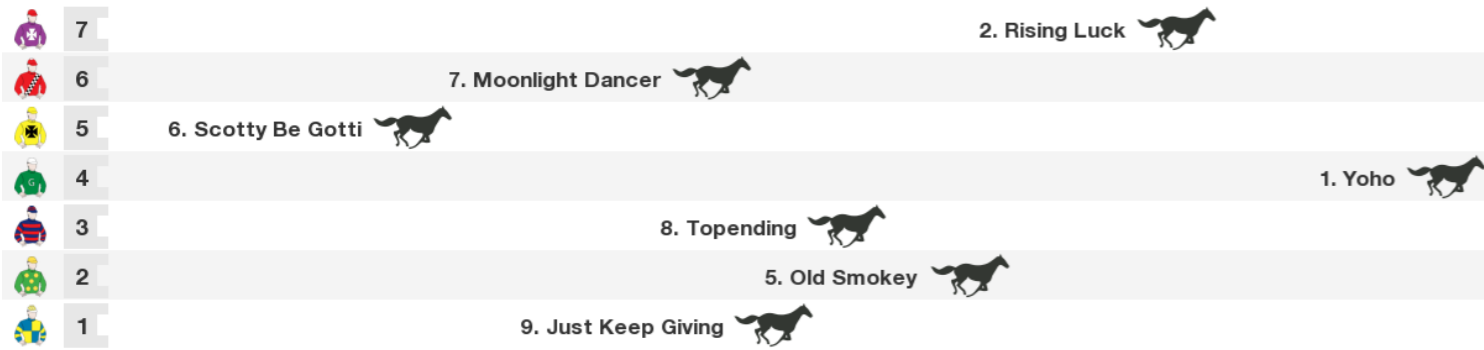 7 2. Rising Luck
6 7. Moonlight Dancer
5 6. Scotty Be Gotti
G 4 1. Yoho
3 8. Topending
2 5. Old Smokey
1 9. Just Keep Giving